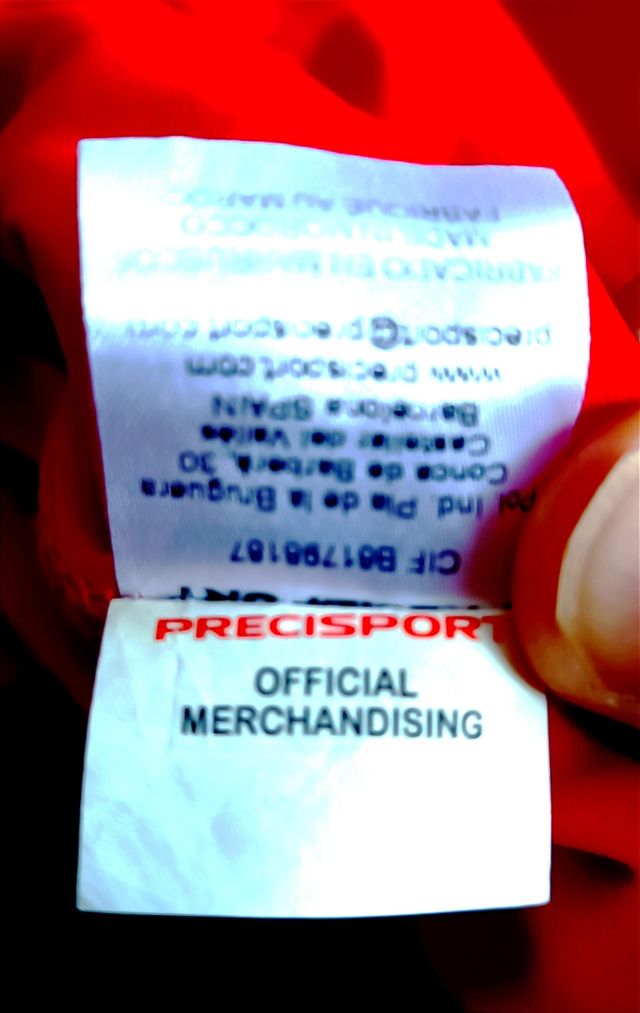 FABRIQUÉ AU MAROC
MADE IN MOROCCO
FABRICADO EN MARRUECOS
precisport@precisport.com
www.precisport.com
Barcelona SPAIN
Castellar del Vallès
Conca de Barberà, 30
Pol Ind. Pla de la Bruguera
CIF B61798187
PRECISPORT
OFFICIAL
MERCHANDISING